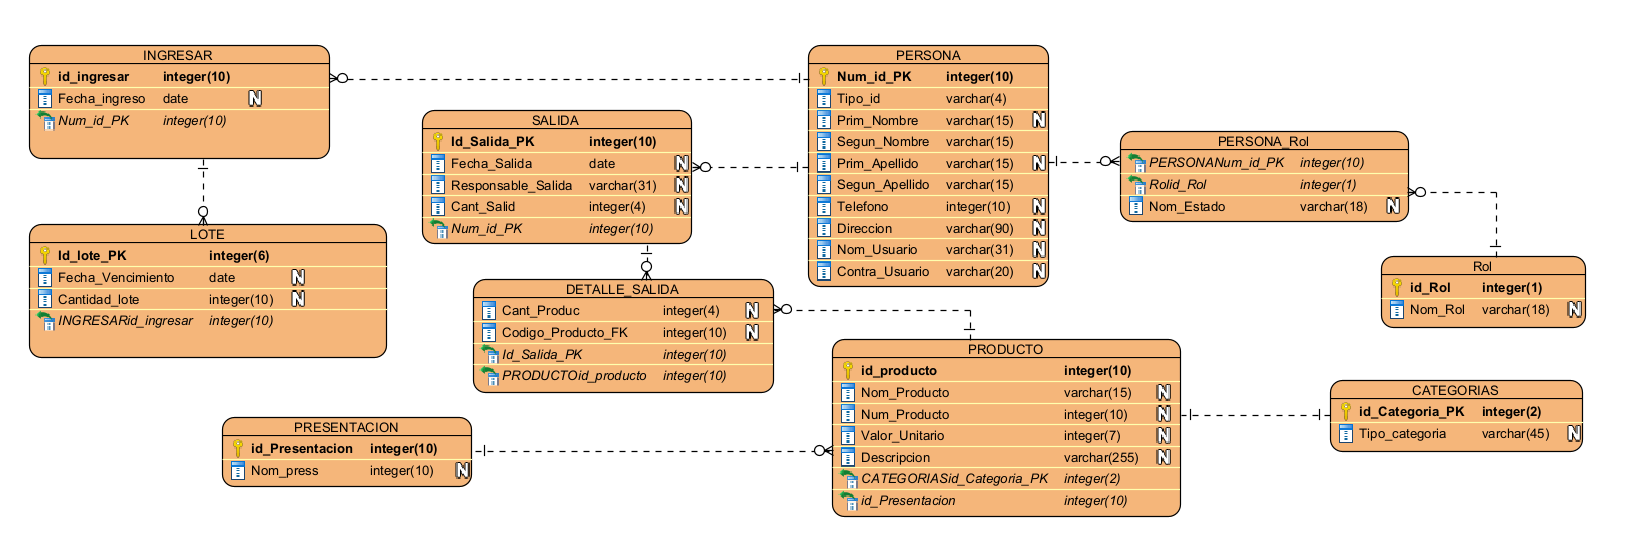 INGRESAR
id_ingresar integer(10)
Fecha_ingreso date N
Num_id_PK integer(10)
SALIDA
Id_Salida_PK integer(10)
Fecha_Salida date N
Responsable_Salida varchar(31) N
Cant_Salid integer(4) N
Num_id_PK integer(10)
PERSONA
Num_id_PK integer(10)
Tipo_id varchar(4)
Prim_Nombre varchar(15) N
Segun_Nombre varchar(15)
Prim_Apellido varchar(15) N
Segun_Apellido varchar(15)
Telefono integer(10) N
Direccion varchar(90) N
Nom_Usuario varchar(31) N
Contra_Usuario varchar(20) N
PERSONA_Rol
PERSONANum_id_PK integer(10)
Rolid_Rol integer(1)
Nom_Estado varchar(18) N
LOTE
Id_lote_PK integer(6)
Fecha_Vencimiento date N
Cantidad_lote integer(10) N
INGRESARid_ingresar integer(10)
DETALLE_SALIDA
Cant_Produc integer(4) N
Codigo_Producto_FK integer(10) N
Id_Salida_PK integer(10)
PRODUCTOid_producto integer(10)
Rol
id_Rol integer(1)
Nom_Rol varchar(18) N
PRODUCTO
id_producto integer(10)
Nom_Producto varchar(15) N
Num_Producto integer(10) N
Valor_Unitario integer(7) N
Descripcion varchar(255) N
CATEGORIASid_Categoria_PK integer(2)
id_Presentacion integer(10)
CATEGORIAS
id_Categoria_PK integer(2)
Tipo_categoria varchar(45) N
PRESENTACION
id_Presentacion integer(10)
Nom_press integer(10) N